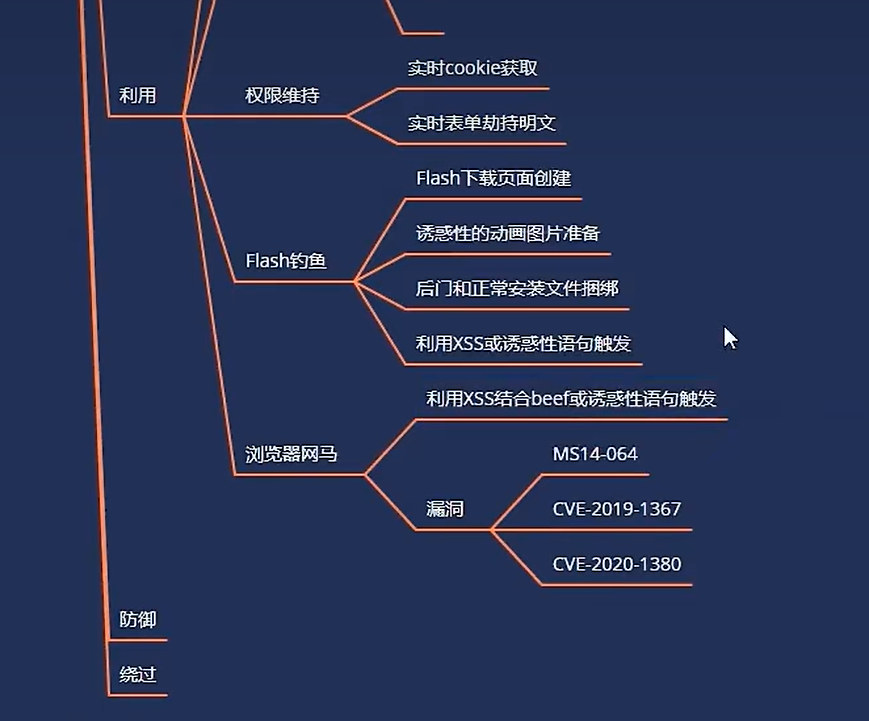 实时cookie获取
利用
权限维持
实时表单劫持明文
Flash下载页面创建
诱惑性的动画图片准备
Flash钓鱼
后门和正常安装文件捆绑
利用XSS或诱惑性语句触发
利用XSS结合beef或诱惑性语句触发
浏览器网马
MS14-064
漏洞
CVE-2019-1367
CVE-2020-1380
防御
绕过